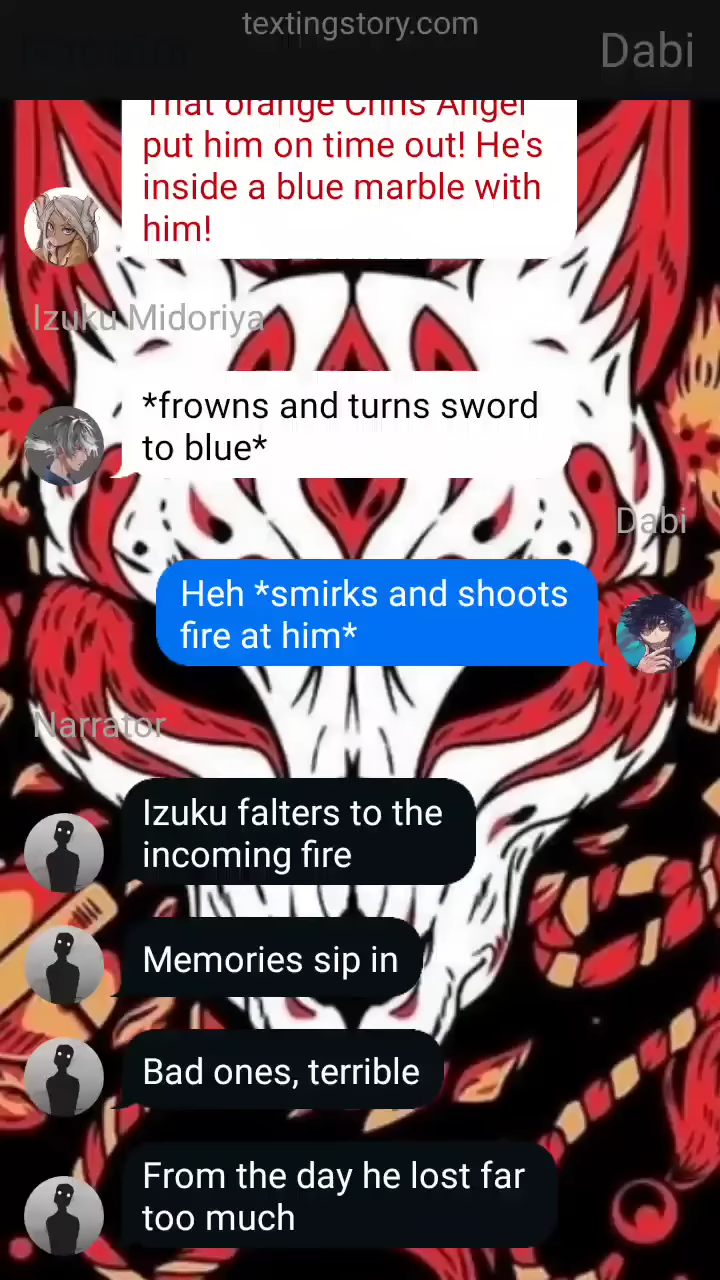 textingstory.com
Dabi
That orange Chris Angel
put him on time out! He's
inside a blue marble with
him!
Izuku Midoriya
*frowns and turns sword
to blue*
Dabi
Heh *smirks and shoots
fire at him*
Narrator
Izuku falters to the
incoming fire
Memories sip in
Bad ones, terrible
From the day he lost far
too much